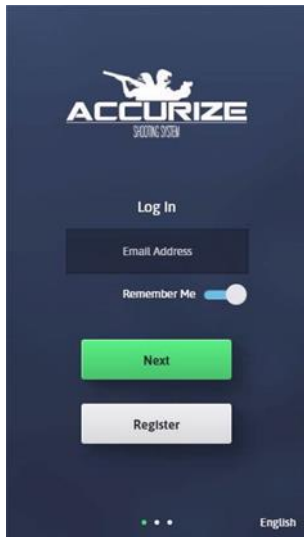 ACCURIZE
SHOOTING SYSTEM
Log In
Email Address
Remember Me
Next
Register
English